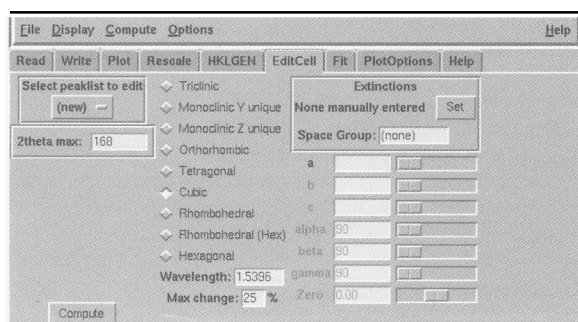 File Display Compute Options Help
Read Write Plot Rescale HKLGEN EditCell Fit PlotOptions Help
Select peaklist to edit
(new)
2theta max: 168
Triclinic
Monoclinic Y unique
Monoclinic Z unique
Orthorhombic
Tetragonal
Cubic
Rhombohedral
Rhombohedral (Hex)
Hexagonal
Wavelength: 1.5396
Max change: 25 %
Extinctions
None manually entered Set
Space Group: (none)
a
b
c
alpha 90
beta 90
gamma 90
Zero 0.00
Compute